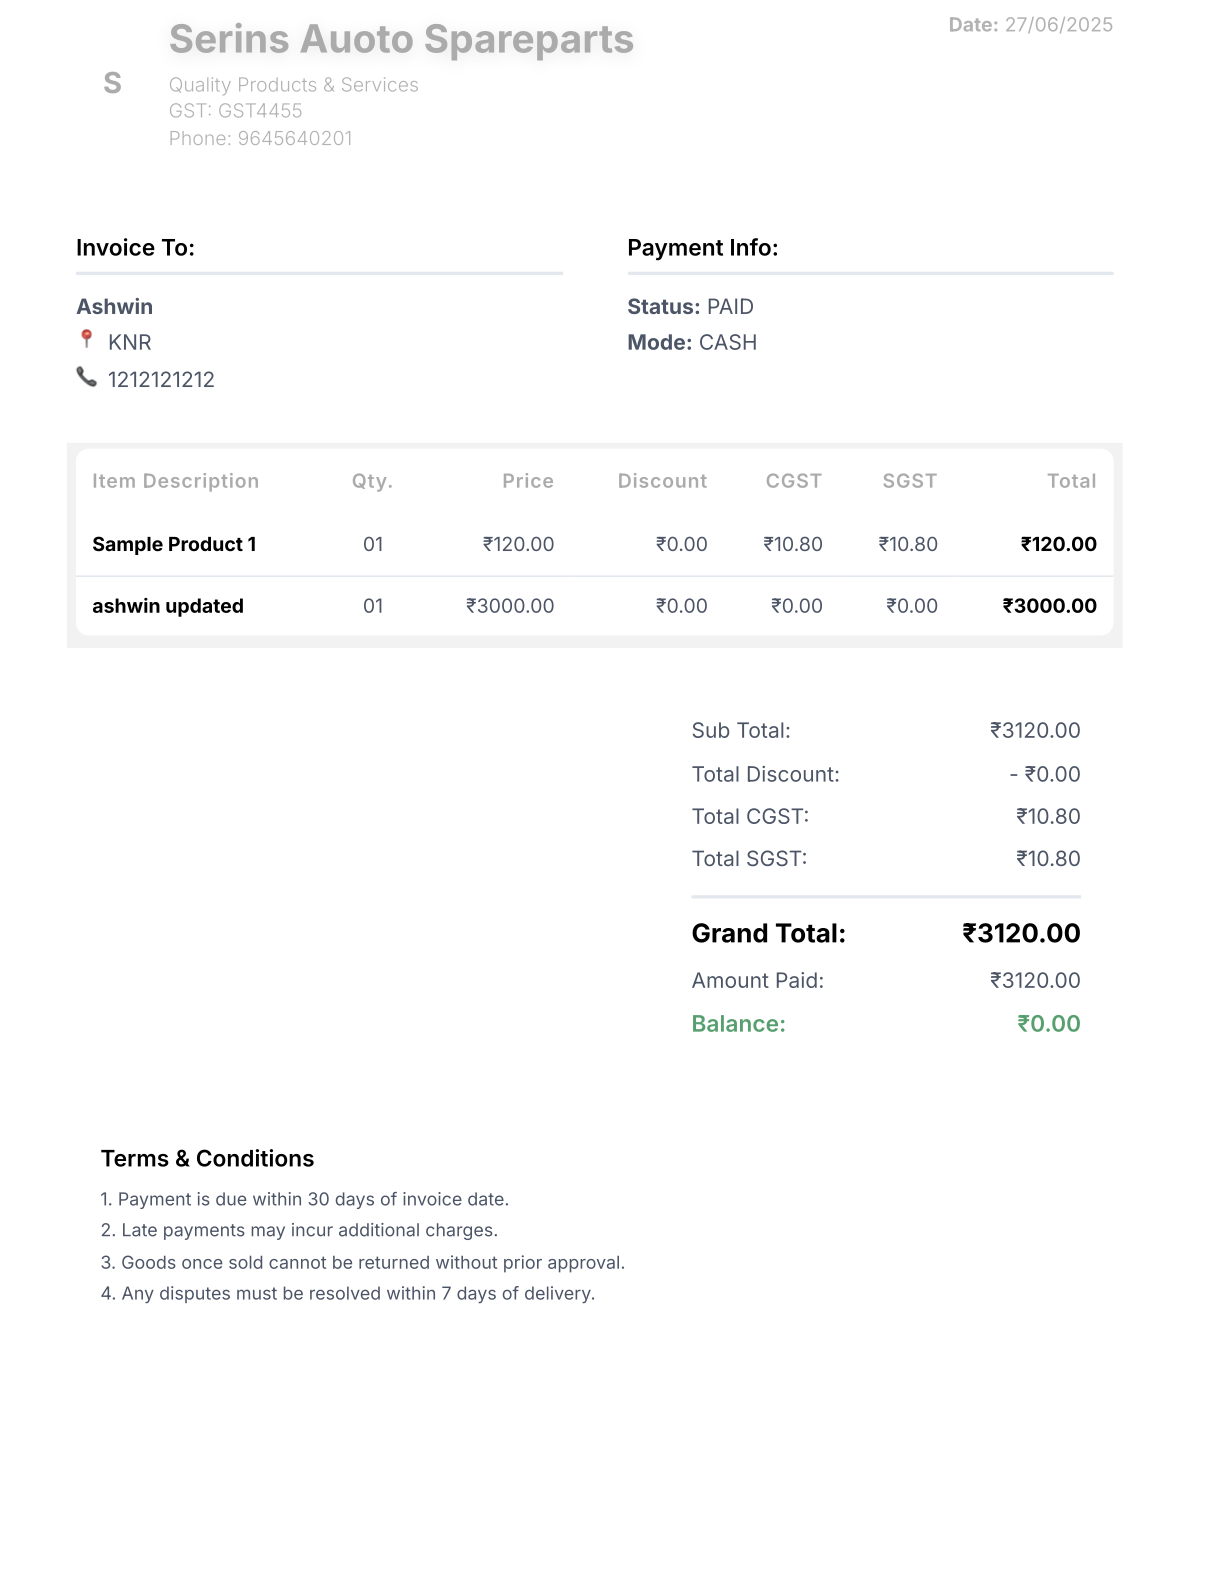 Serins Auoto Spareparts
Date: 27/06/2025
S
Quality Products & Services
GST: GST4455
Phone: 9645640201
Invoice To:
Ashwin
KNR
1212121212
Payment Info:
Status: PAID
Mode: CASH
Item Description Qty. Price Discount CGST SGST Total
Sample Product 1 01 ₹120.00 ₹0.00 ₹10.80 ₹10.80 ₹120.00
ashwin updated 01 ₹3000.00 ₹0.00 ₹0.00 ₹0.00 ₹3000.00
Sub Total: ₹3120.00
Total Discount: - ₹0.00
Total CGST: ₹10.80
Total SGST: ₹10.80
Grand Total: ₹3120.00
Amount Paid: ₹3120.00
Balance: ₹0.00
Terms & Conditions
1. Payment is due within 30 days of invoice date.
2. Late payments may incur additional charges.
3. Goods once sold cannot be returned without prior approval.
4. Any disputes must be resolved within 7 days of delivery.